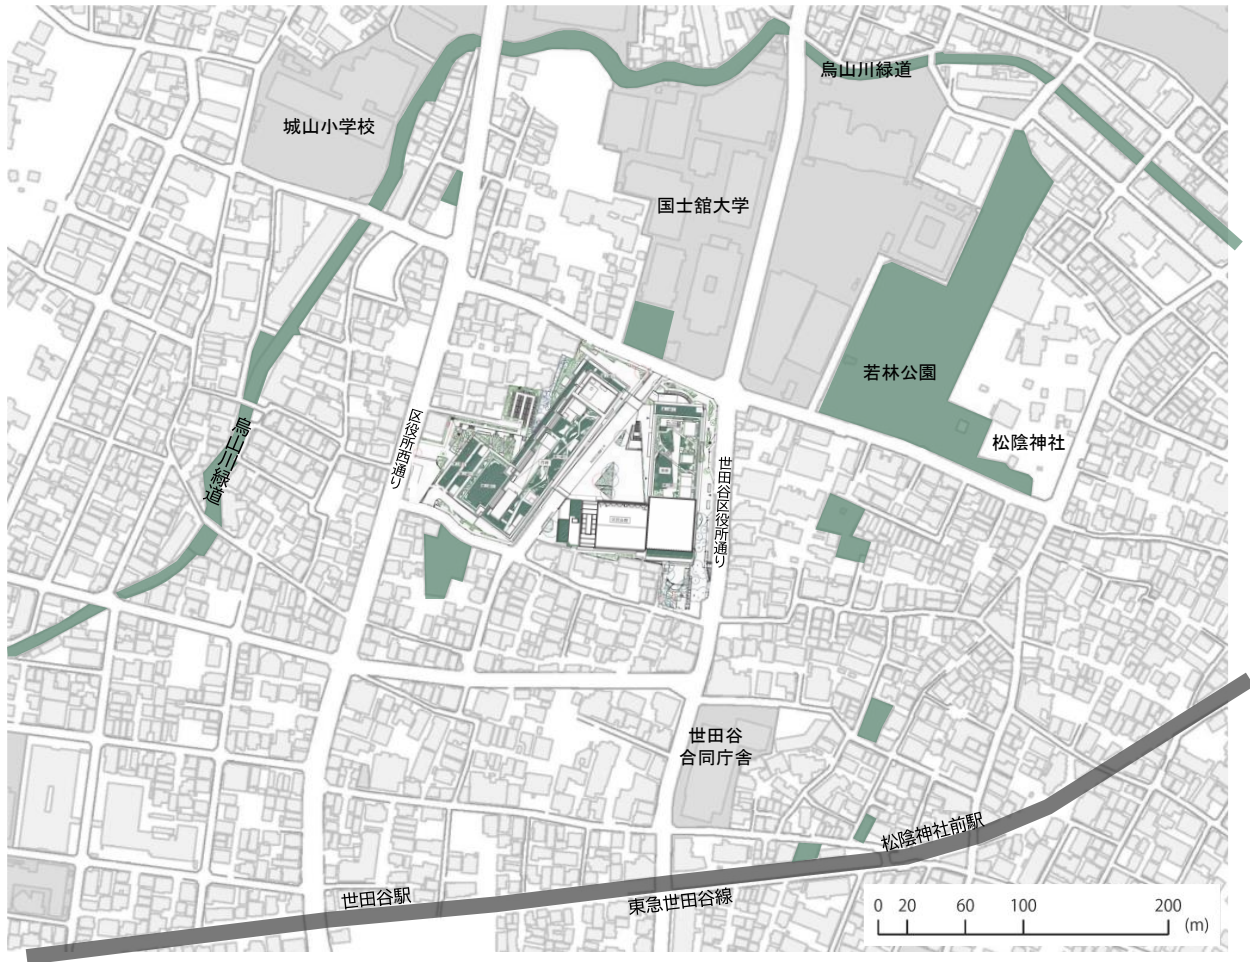 烏山川緑道
城山小学校
国士舘大学
若林公園
松陰神社
区役所西通り
烏山川緑道
世田谷区役所通り
世田谷
合同庁舎
松陰神社前駅
世田谷駅
東急世田谷線
0 20 60 100 200
(m)